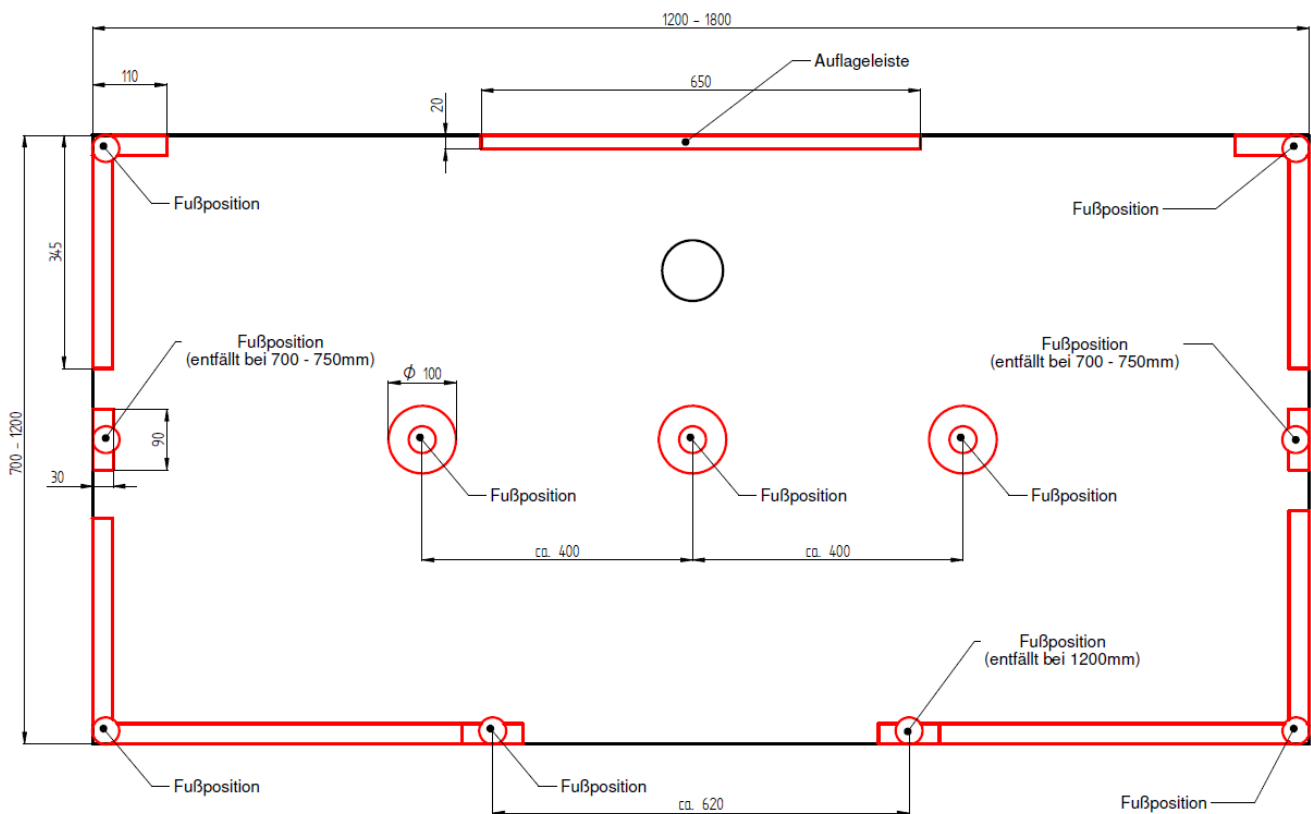 1200 - 1800
110
650
Auflageleiste
20
Fußposition
Fußposition
345
Fußposition
(entfällt bei 700 - 750mm)
Fußposition
(entfällt bei 700 - 750mm)
ϕ 100
700 - 1200
90
30
Fußposition
Fußposition
Fußposition
ca. 400
ca. 400
Fußposition
(entfällt bei 1200mm)
Fußposition
Fußposition
ca. 620
Fußposition